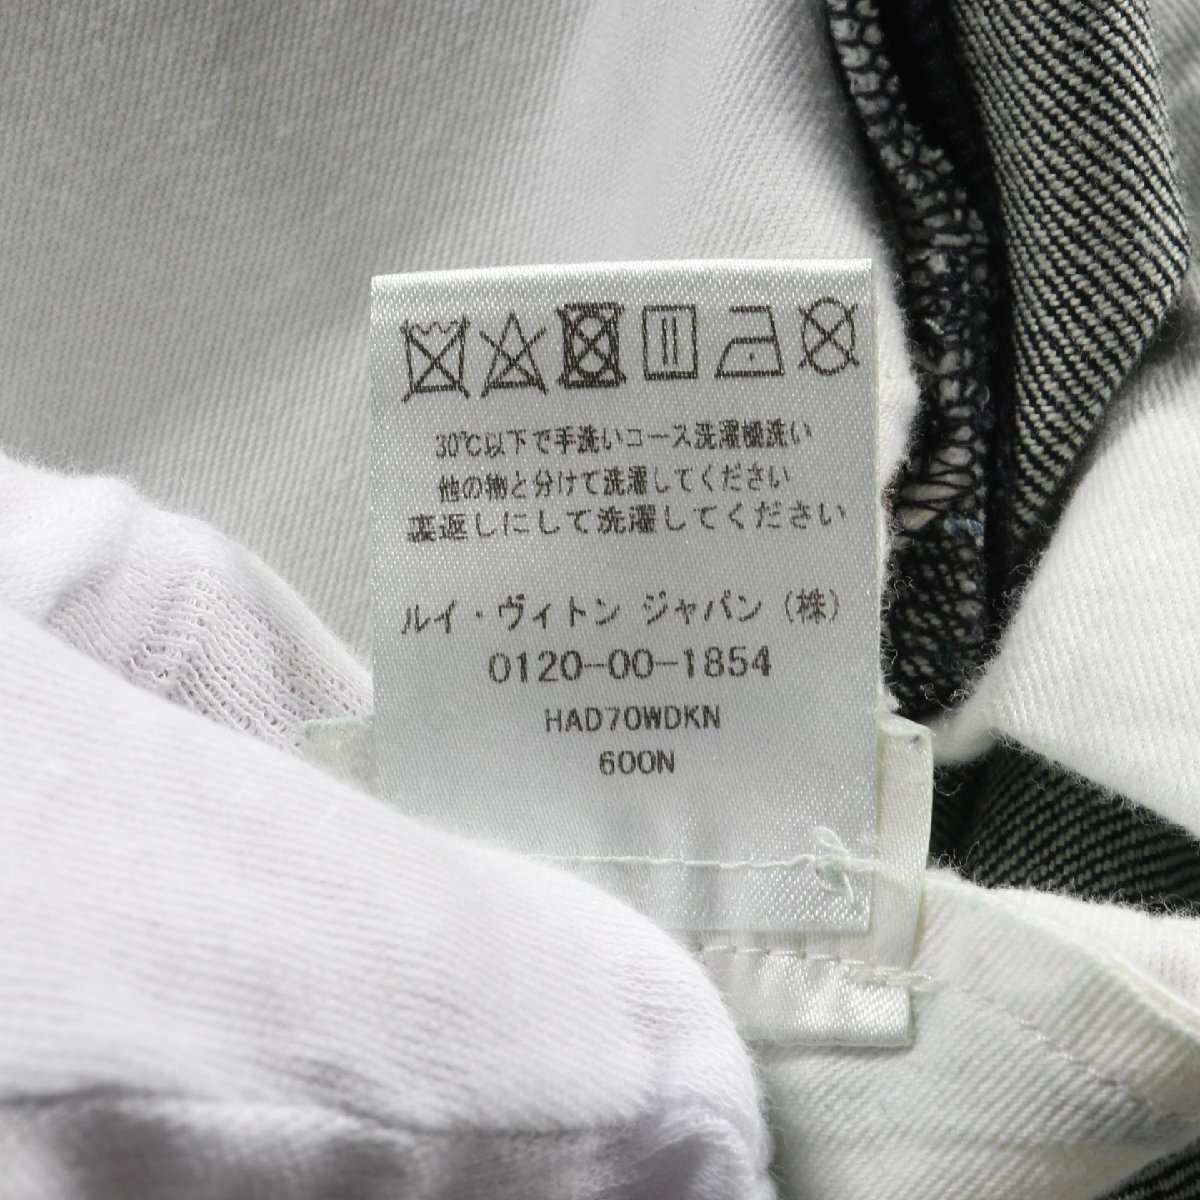 30℃以下で手洗いコース洗濯機洗い
他の物と分けて洗濯してください
裏返しにして洗濯してください
ルイ・ヴィトン ジャパン（株）
0120-00-1854
HAD70WDKN
600N